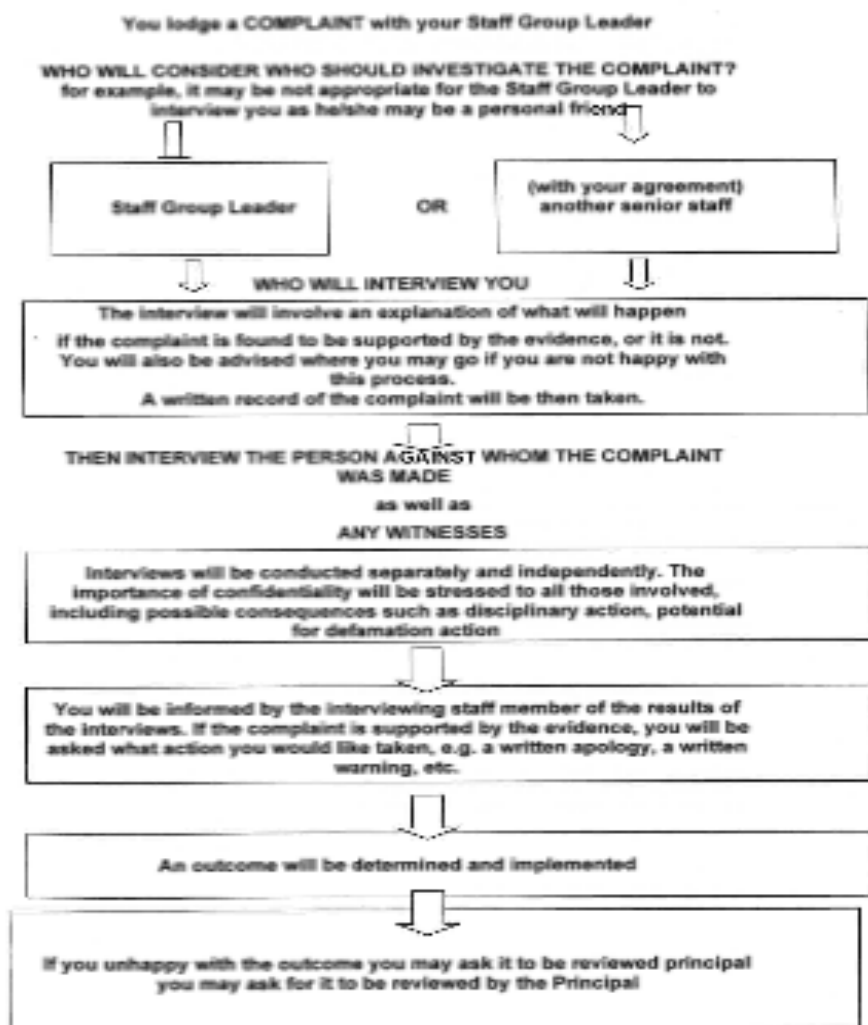 You lodge a COMPLAINT with your Staff Group Leader
WHO WILL CONSIDER WHO SHOULD INVESTIGATE THE COMPLAINT?
for example, it may be not appropriate for the Staff Group Leader to
interview you as he/she may be a personal friend
Staff Group Leader
OR
(with your agreement)
another senior staff
WHO WILL INTERVIEW YOU
The interview will involve an explanation of what will happen
if the complaint is found to be supported by the evidence, or it is not.
You will also be advised where you may go if you are not happy with
this process.
A written record of the complaint will be then taken.
THEN INTERVIEW THE PERSON AGAINST WHOM THE COMPLAINT
WAS MADE
as well as
ANY WITNESSES
Interviews will be conducted separately and independently. The
importance of confidentiality will be stressed to all those involved,
including possible consequences such as disciplinary action, potential
for defamation action
You will be informed by the interviewing staff member of the results of
the interviews. If the complaint is supported by the evidence, you will be
asked what action you would like taken, e.g. a written apology, a written
warning, etc.
An outcome will be determined and implemented
If you unhappy with the outcome you may ask it to be reviewed principal
you may ask for it to be reviewed by the Principal